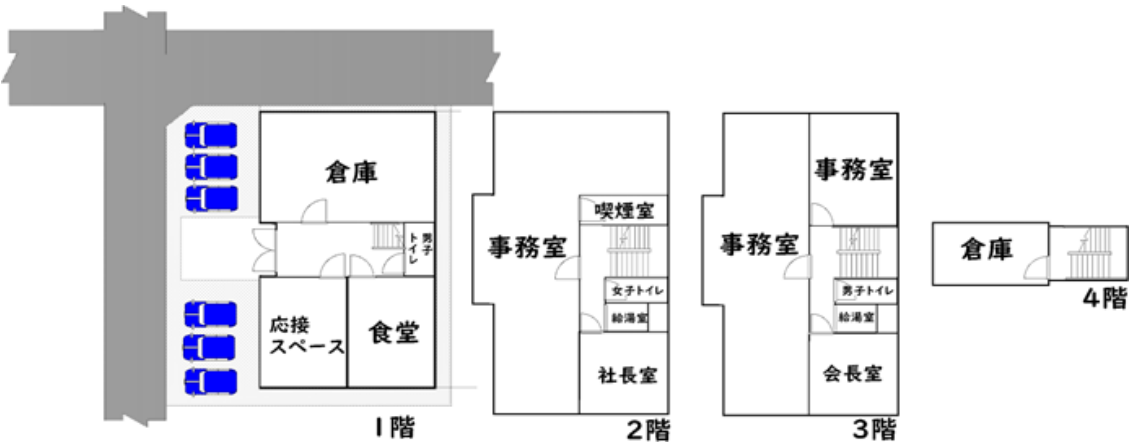 倉庫
男子
トイレ
応接
スペース
食堂
1階
事務室
喫煙室
女子トイレ
給湯室
社長室
2階
事務室
事務室
男子トイレ
給湯室
会長室
3階
倉庫
4階